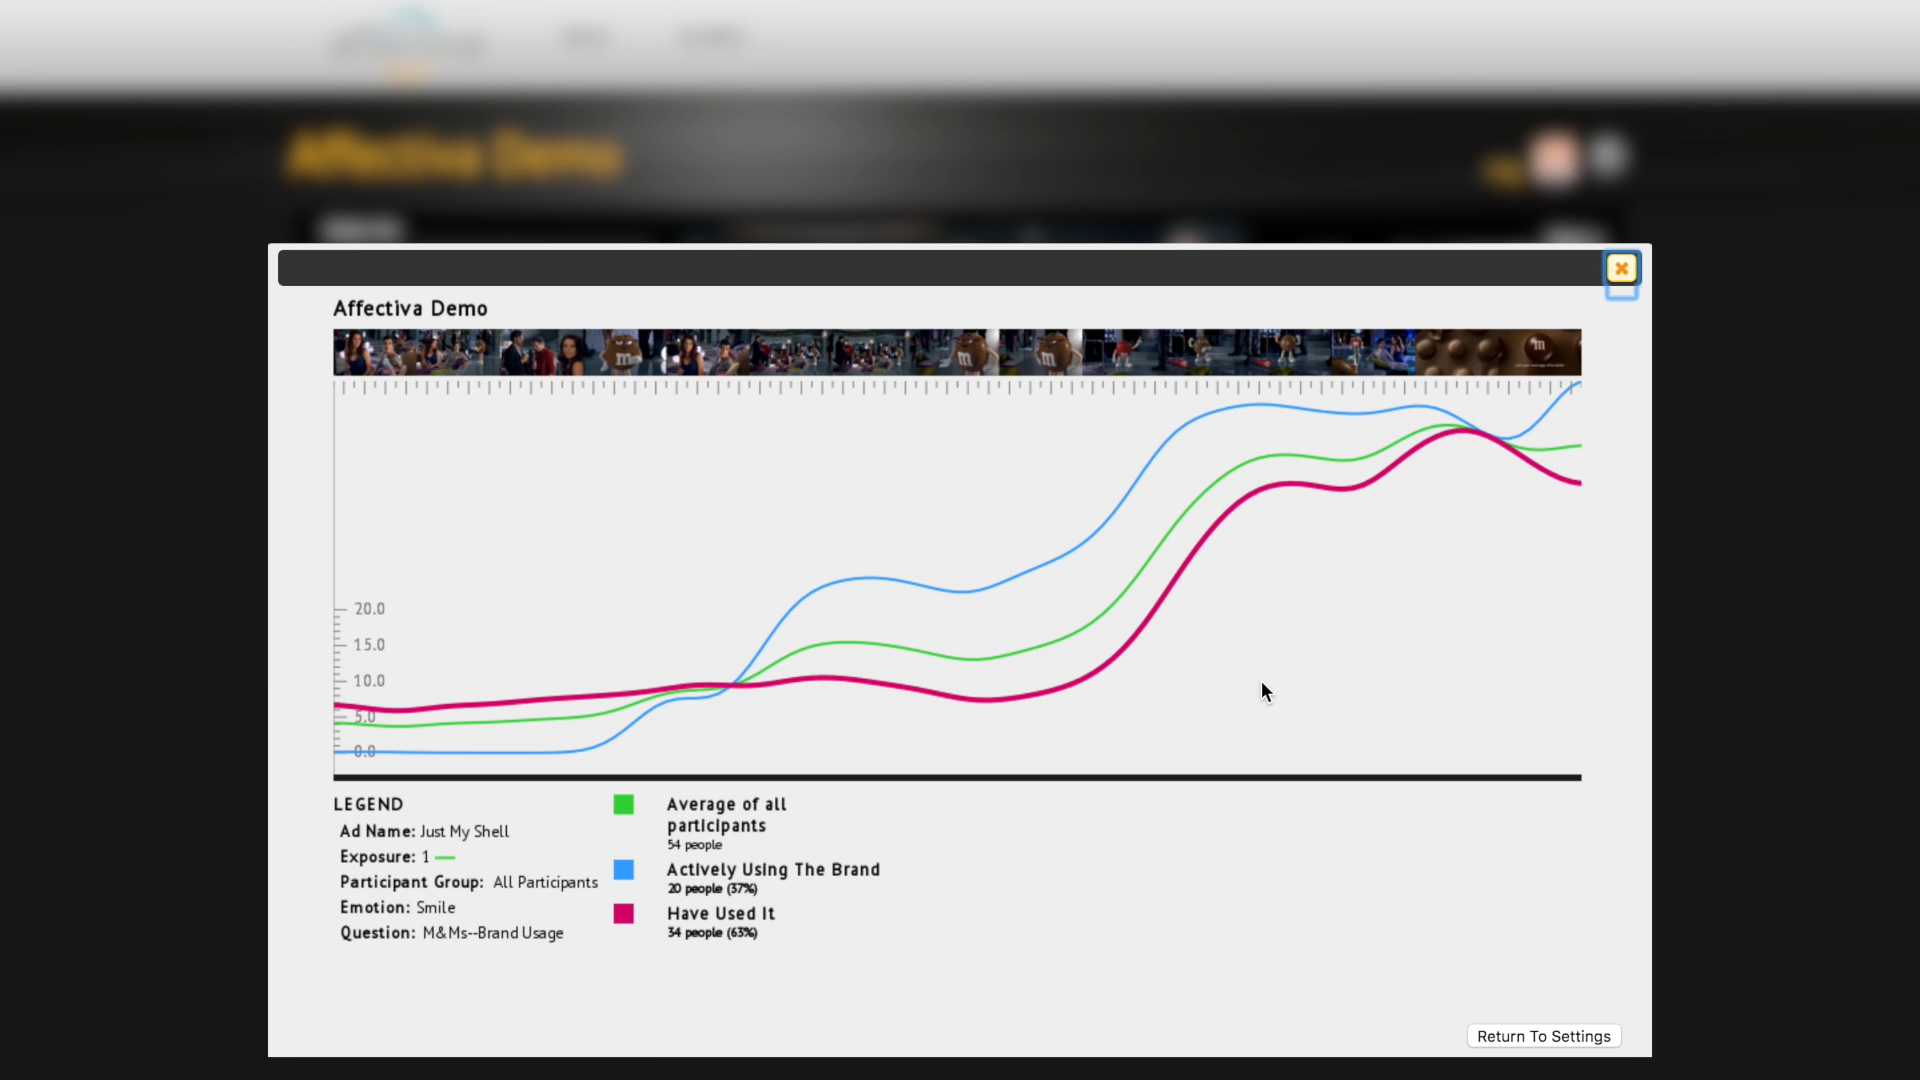 Affectiva Demo
Affectiva Demo
m
m
m
m
20.0
15.0
10.0
5.0
0.0
LEGEND
Ad Name: Just My Shell
Exposure: 1
Participant Group: All Participants
Emotion: Smile
Question: M&Ms--Brand Usage
Average of all
participants
54 people
Actively Using The Brand
20 people (37%)
Have Used It
34 people (63%)
Return To Settings